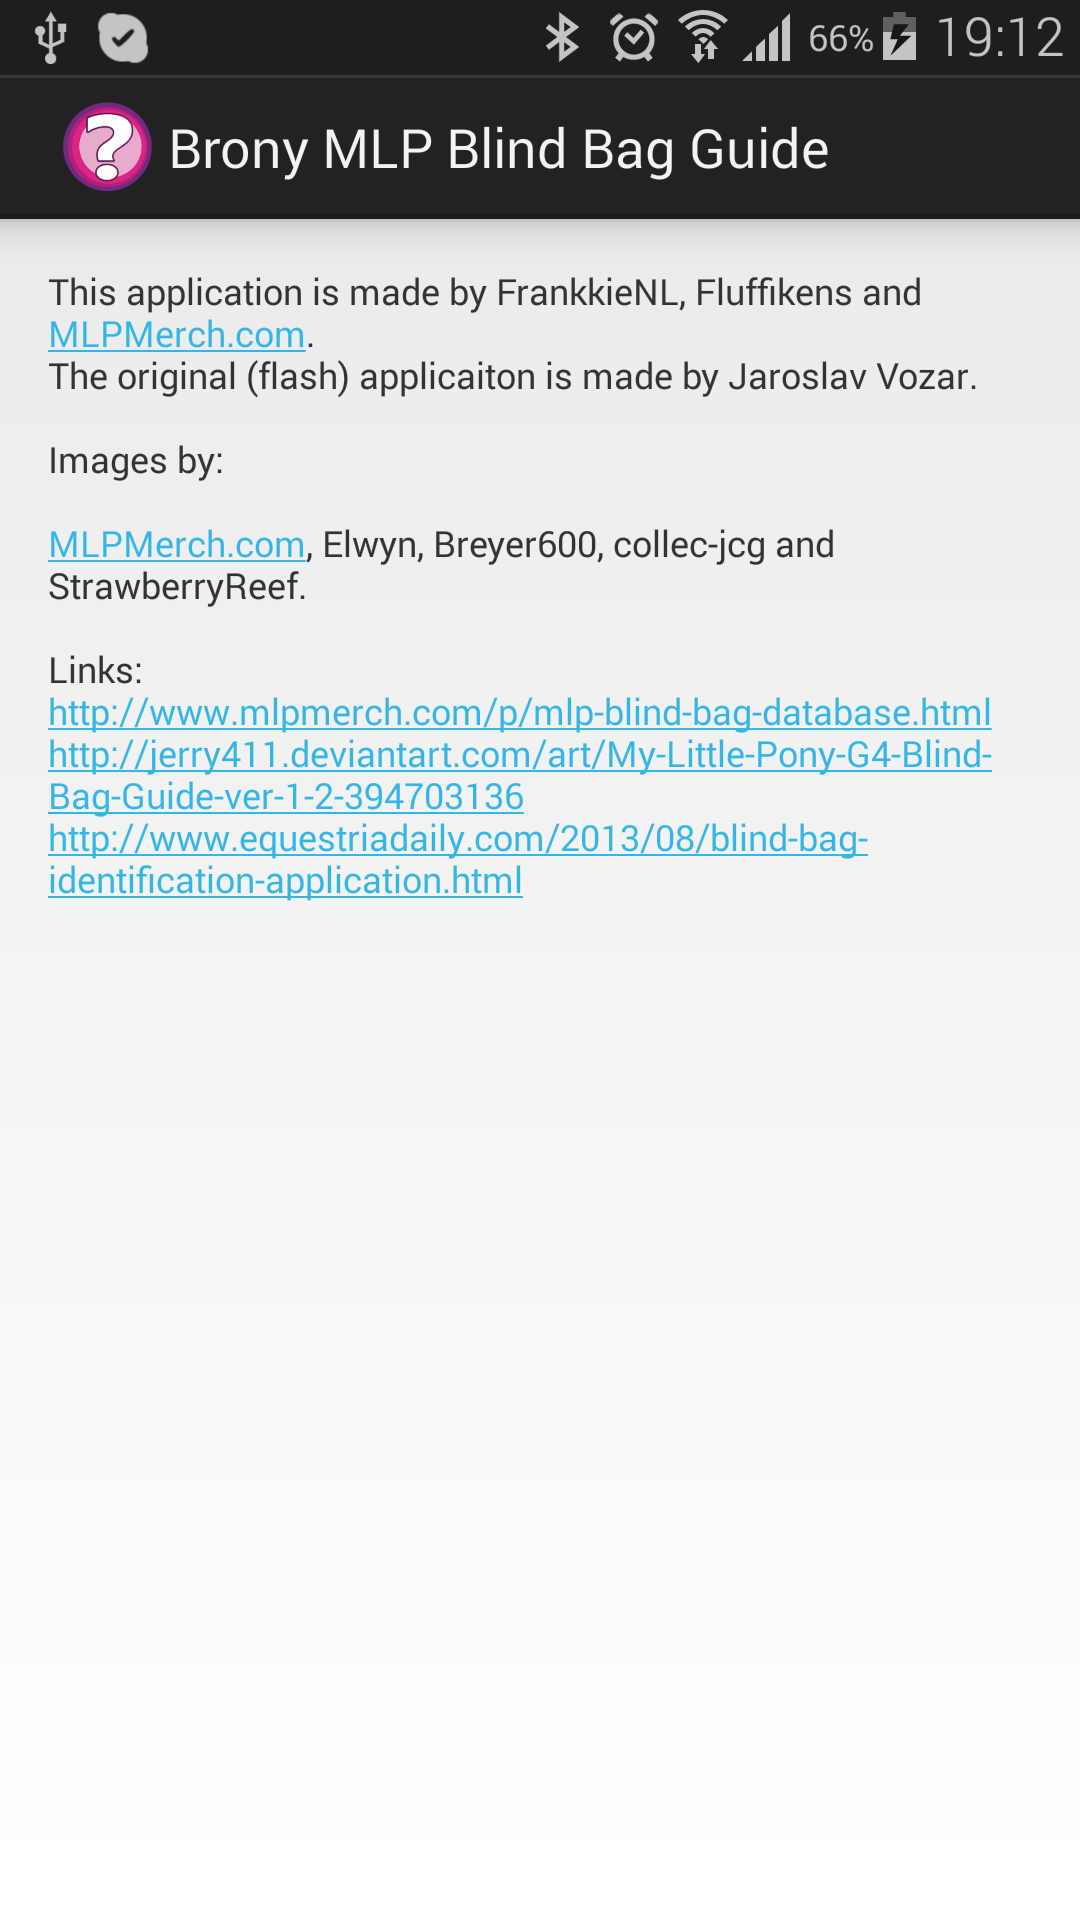 66% 19:12
Brony MLP Blind Bag Guide
This application is made by FrankkieNL, Fluffikens and
MLPMerch.com.
The original (flash) applicaiton is made by Jaroslav Vozar.
Images by:
MLPMerch.com, Elwyn, Breyer600, collec-jcg and
StrawberryReef.
Links:
http://www.mlpmerch.com/p/mlp-blind-bag-database.html
http://jerry411.deviantart.com/art/My-Little-Pony-G4-Blind-
Bag-Guide-ver-1-2-394703136
http://www.equestriadaily.com/2013/08/blind-bag-
identification-application.html